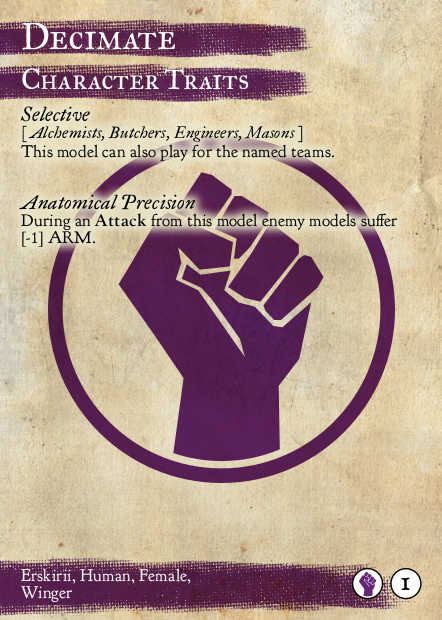 Decimate
Character Traits
Selective
[ Alchemists, Butchers, Engineers, Masons ]
This model can also play for the named teams.
Anatomical Precision
During an Attack from this model enemy models suffer
[-1] ARM.
Erskirii, Human, Female,
Winger
1